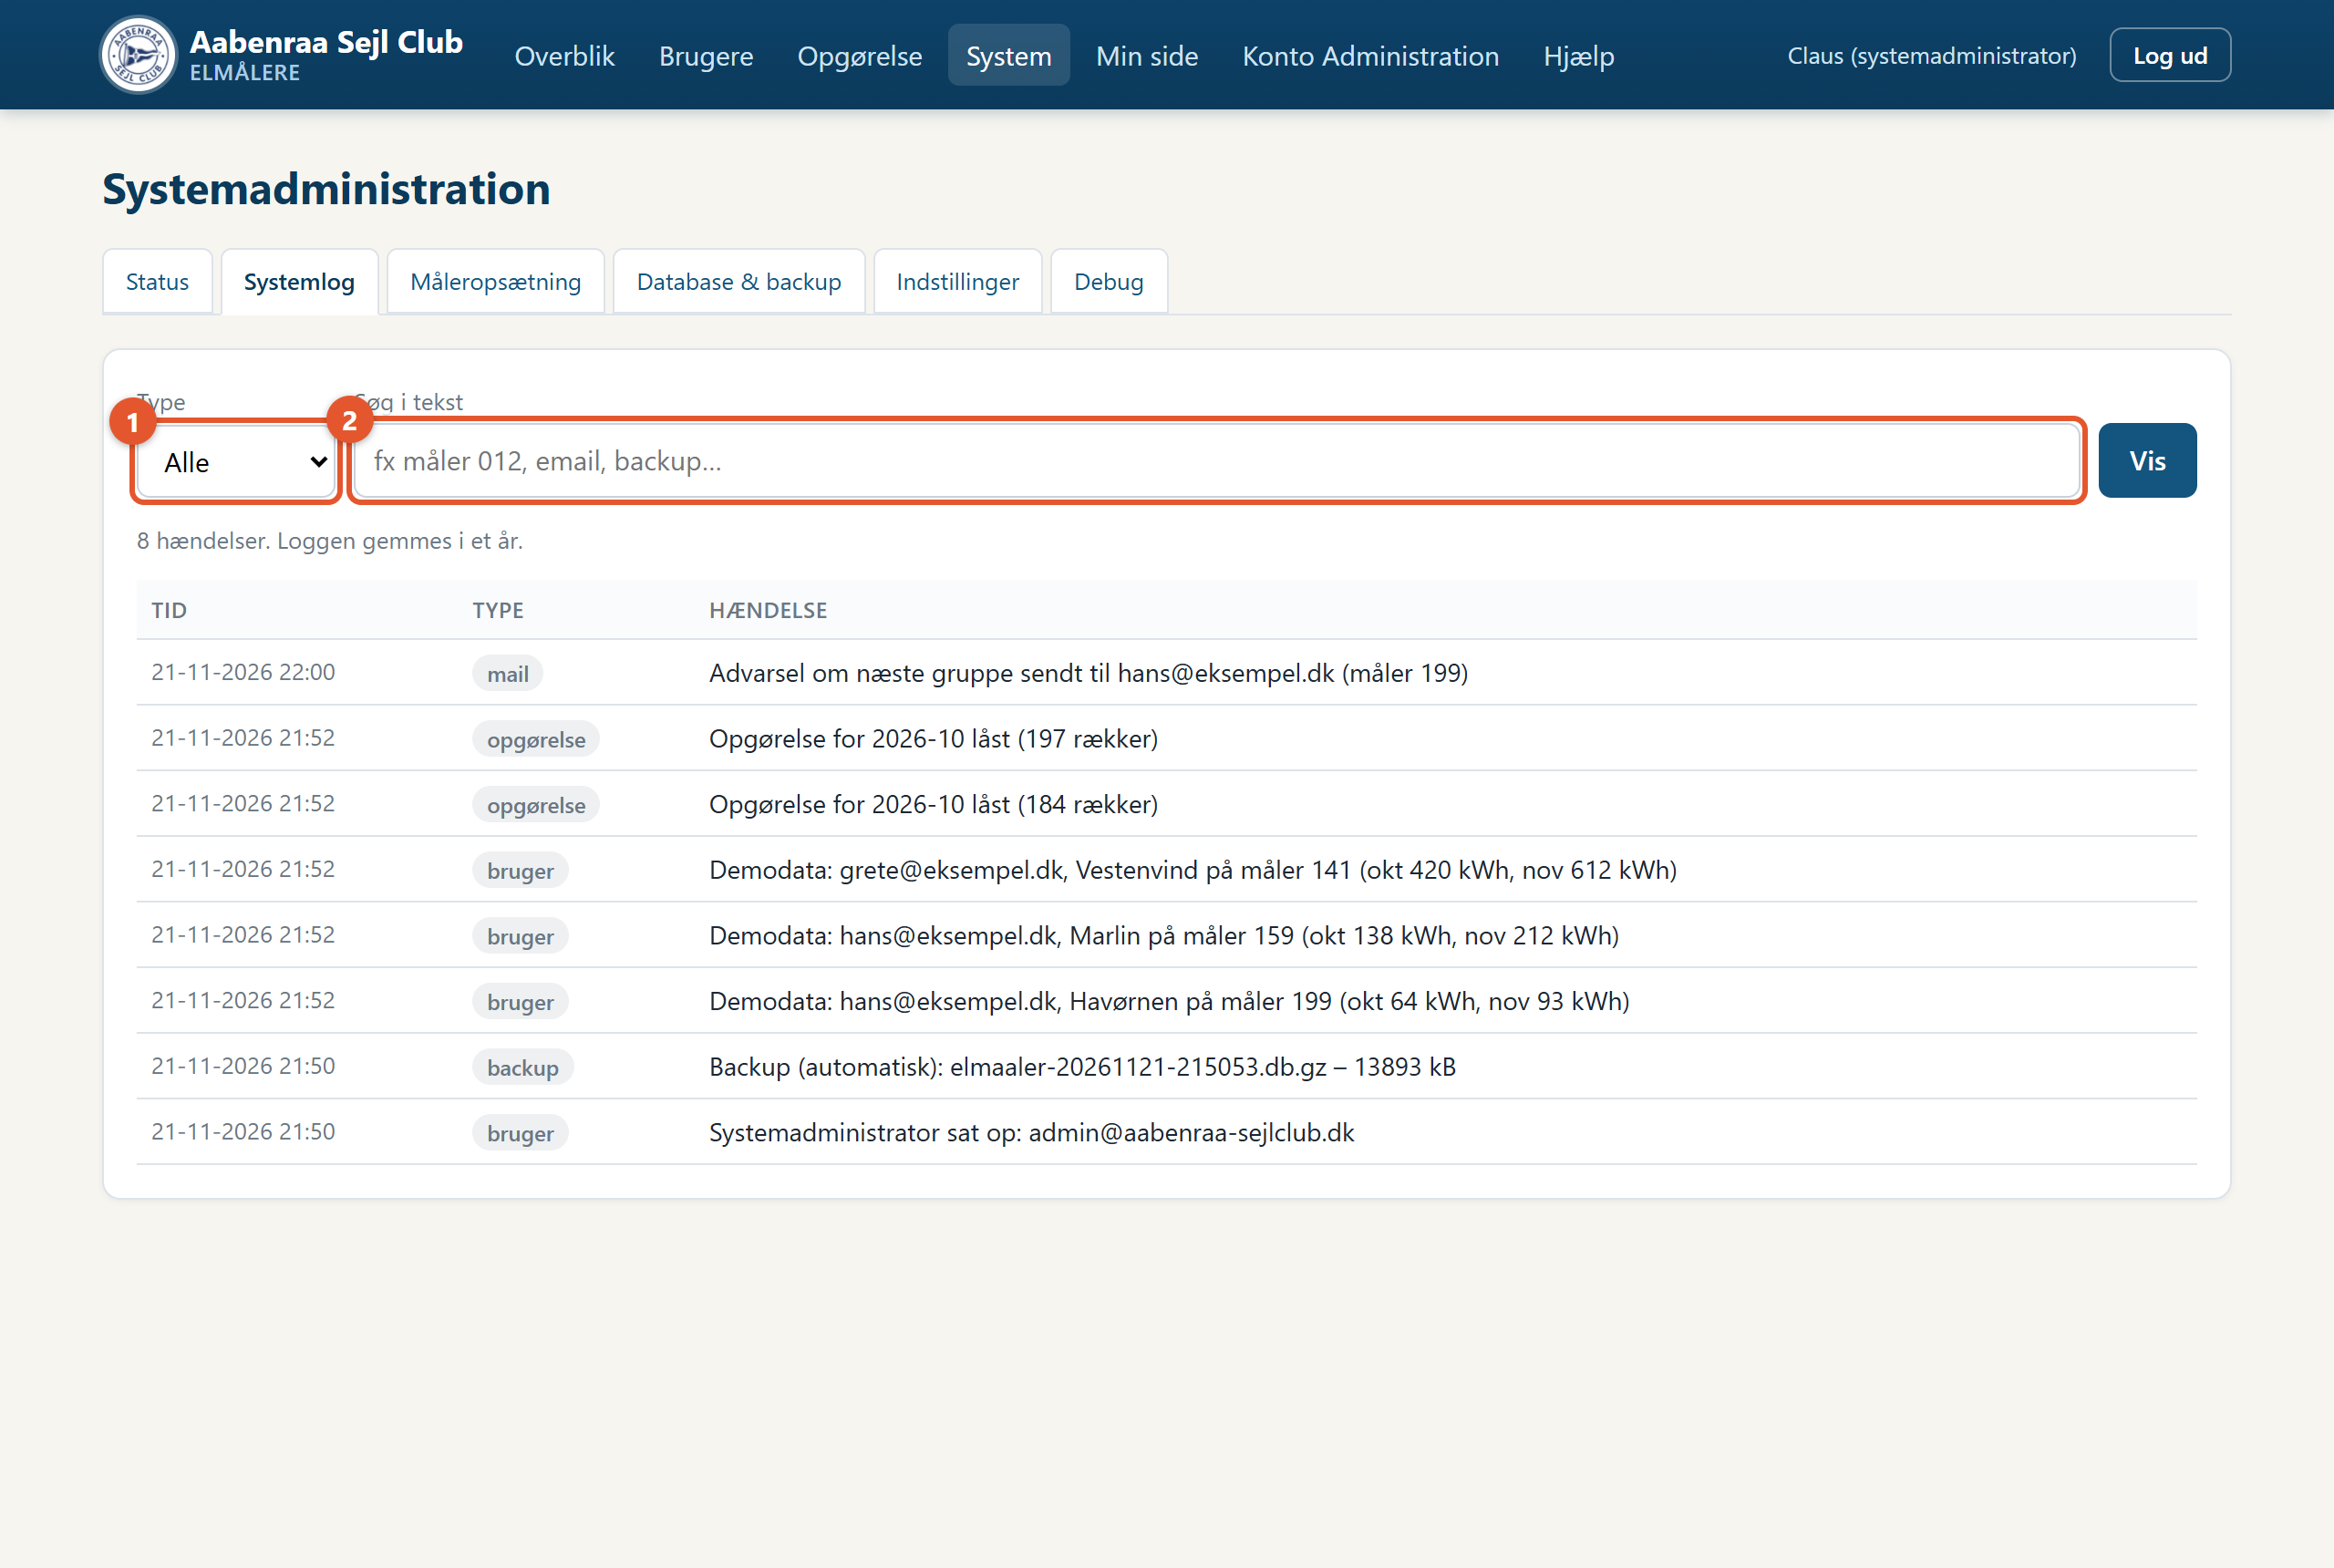 AABENRAA SEJL CLUB
Aabenraa Sejl Club
ELMÅLERE
Overblik Brugere Opgørelse System Min side Konto Administration Hjælp Claus (systemadministrator) Log ud
Systemadministration
Status Systemlog Måleropsætning Database & backup Indstillinger Debug
Type Søg i tekst
1 2
Alle fx måler 012, email, backup... Vis
8 hændelser. Loggen gemmes i et år.
TID TYPE HÆNDELSE
21-11-2026 22:00 mail Advarsel om næste gruppe sendt til hans@eksempel.dk (måler 199)
21-11-2026 21:52 opgørelse Opgørelse for 2026-10 låst (197 rækker)
21-11-2026 21:52 opgørelse Opgørelse for 2026-10 låst (184 rækker)
21-11-2026 21:52 bruger Demodata: grete@eksempel.dk, Vestenvind på måler 141 (okt 420 kWh, nov 612 kWh)
21-11-2026 21:52 bruger Demodata: hans@eksempel.dk, Marlin på måler 159 (okt 138 kWh, nov 212 kWh)
21-11-2026 21:52 bruger Demodata: hans@eksempel.dk, Havørnen på måler 199 (okt 64 kWh, nov 93 kWh)
21-11-2026 21:50 backup Backup (automatisk): elmaaler-20261121-215053.db.gz – 13893 kB
21-11-2026 21:50 bruger Systemadministrator sat op: admin@aabenraa-sejlclub.dk